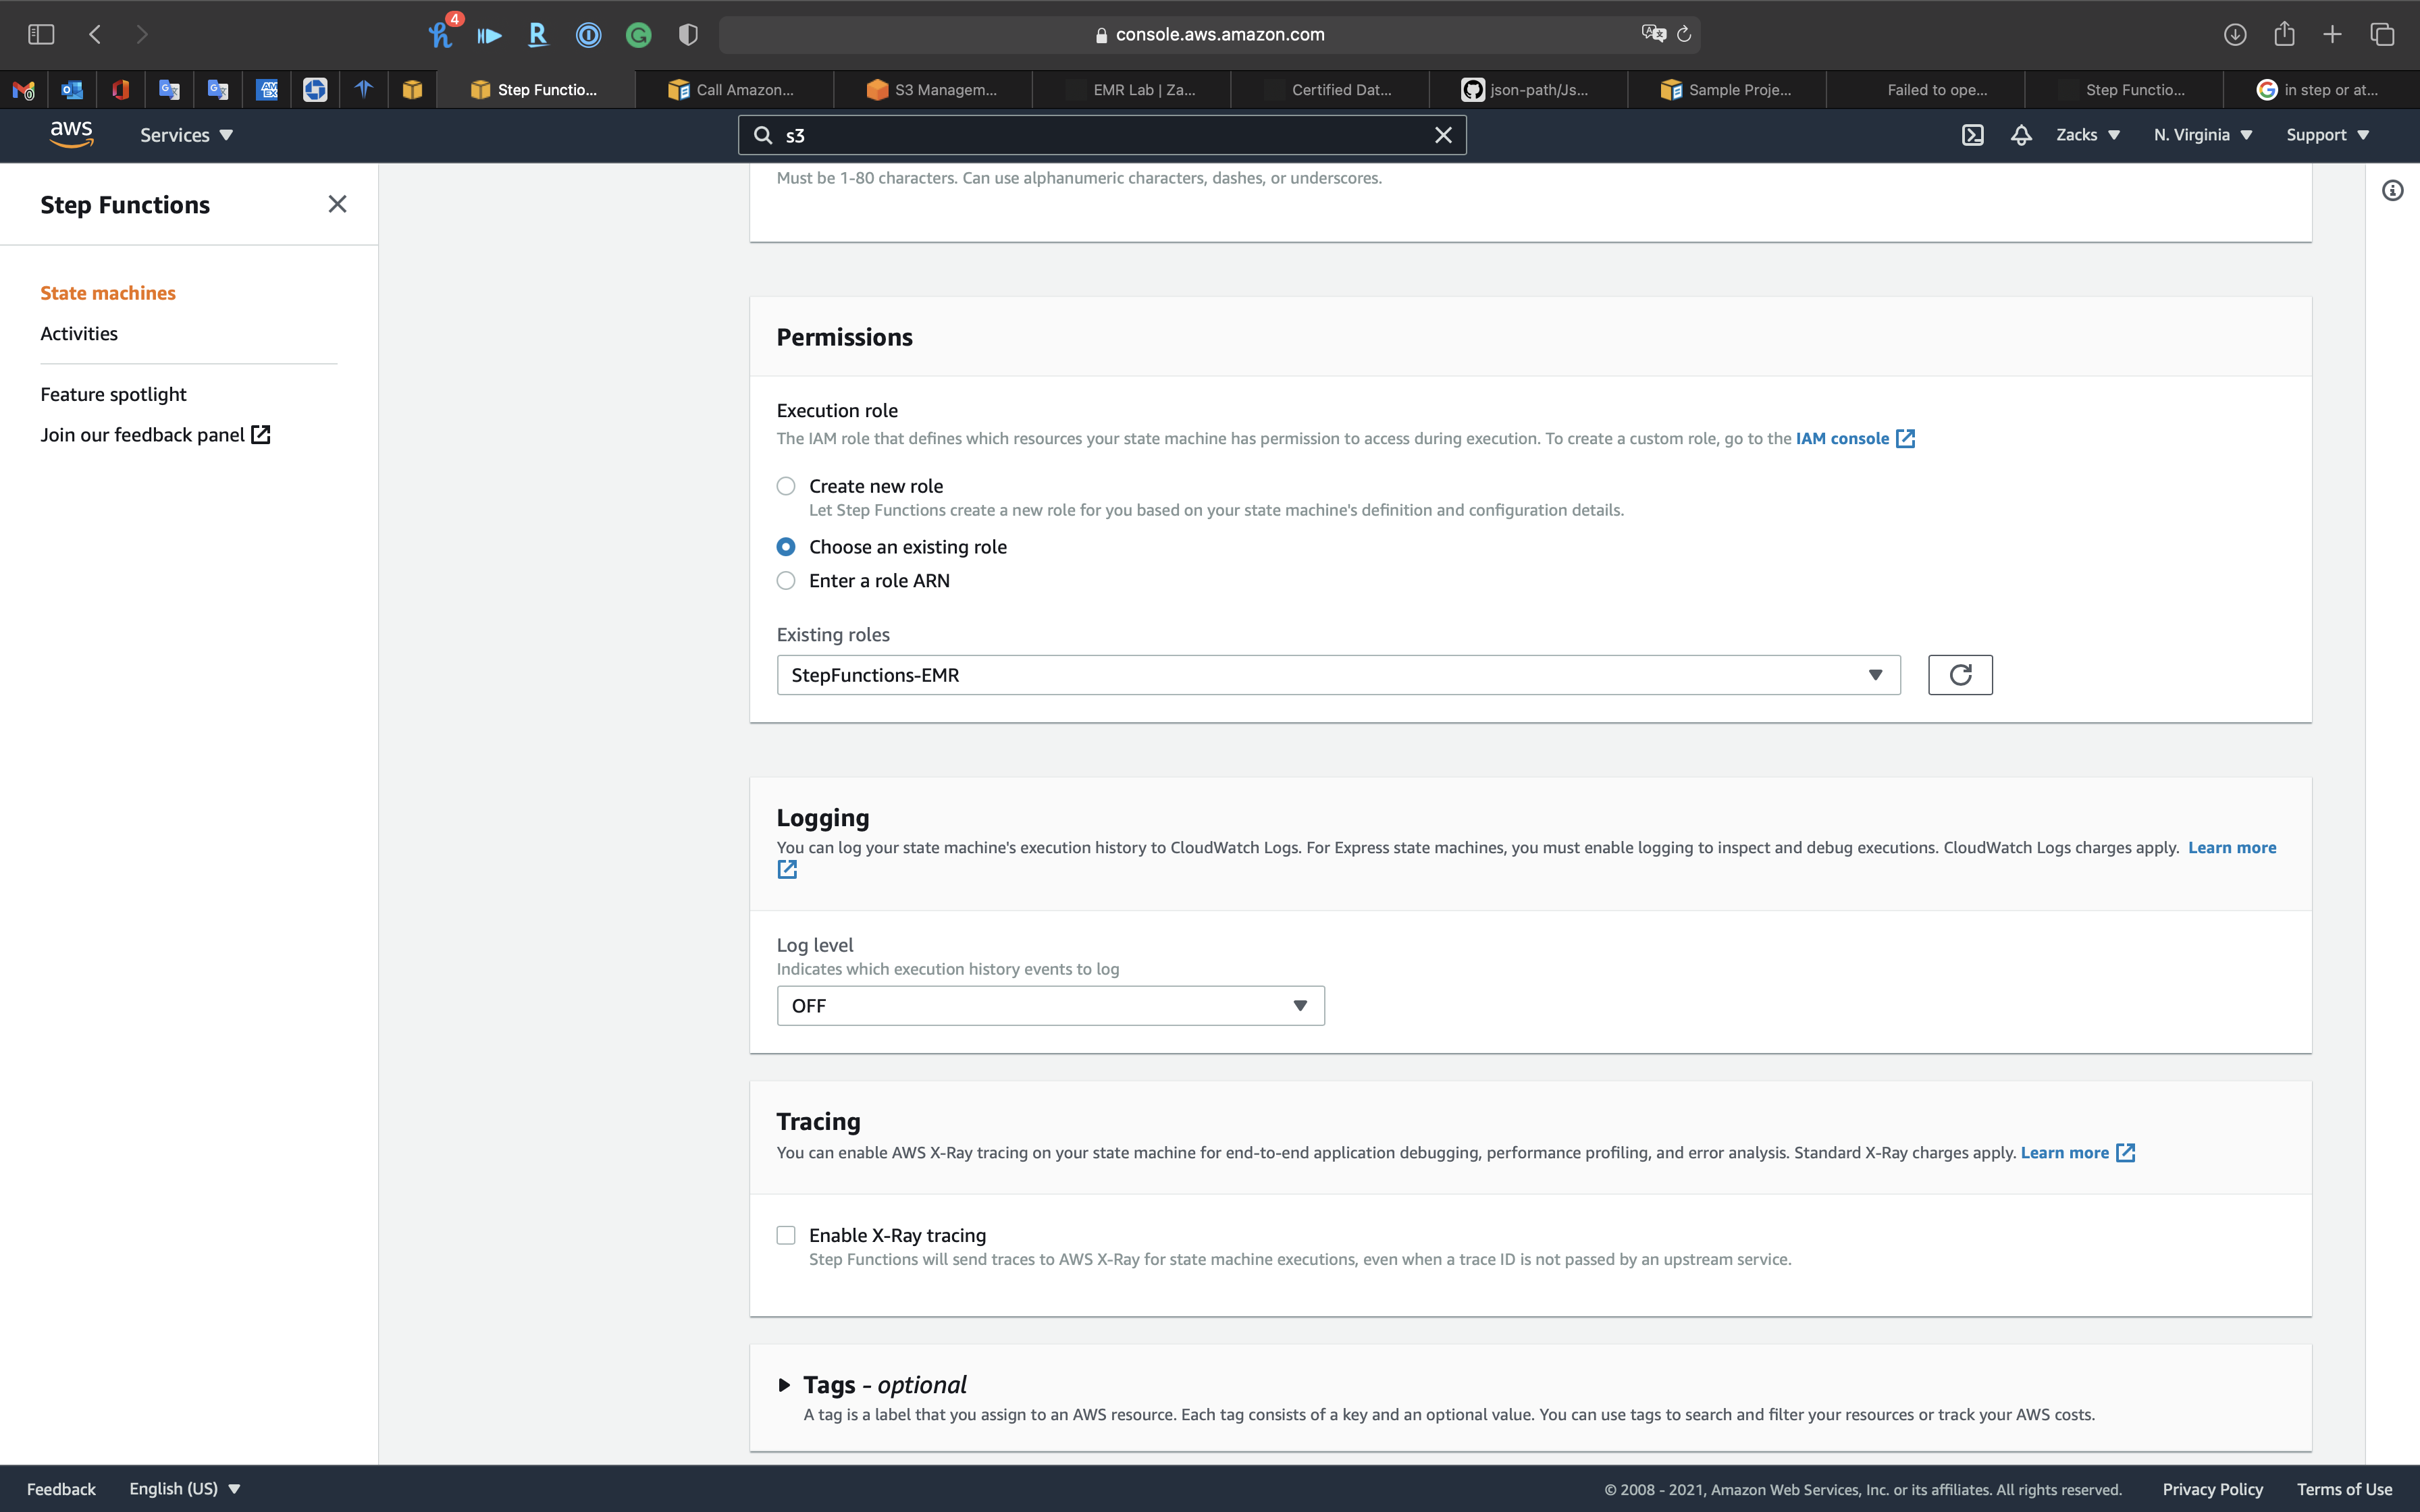 4
console.aws.amazon.com
Step Functio...
Call Amazon...
S3 Managem...
EMR Lab | Za...
Certified Dat...
json-path/Js...
Sample Proje...
Failed to ope...
Step Functio...
in step or at...
aws
Services
s3
Zacks
N. Virginia
Support
Step Functions
State machines
Activities
Feature spotlight
Join our feedback panel
Must be 1-80 characters. Can use alphanumeric characters, dashes, or underscores.
Permissions
Execution role
The IAM role that defines which resources your state machine has permission to access during execution. To create a custom role, go to the IAM console
Create new role
Let Step Functions create a new role for you based on your state machine's definition and configuration details.
Choose an existing role
Enter a role ARN
Existing roles
StepFunctions-EMR
Logging
You can log your state machine's execution history to CloudWatch Logs. For Express state machines, you must enable logging to inspect and debug executions. CloudWatch Logs charges apply. Learn more
Log level
Indicates which execution history events to log
OFF
Tracing
You can enable AWS X-Ray tracing on your state machine for end-to-end application debugging, performance profiling, and error analysis. Standard X-Ray charges apply. Learn more
Enable X-Ray tracing
Step Functions will send traces to AWS X-Ray for state machine executions, even when a trace ID is not passed by an upstream service.
Tags - optional
A tag is a label that you assign to an AWS resource. Each tag consists of a key and an optional value. You can use tags to search and filter your resources or track your AWS costs.
Feedback
English (US)
© 2008 - 2021, Amazon Web Services, Inc. or its affiliates. All rights reserved.
Privacy Policy
Terms of Use